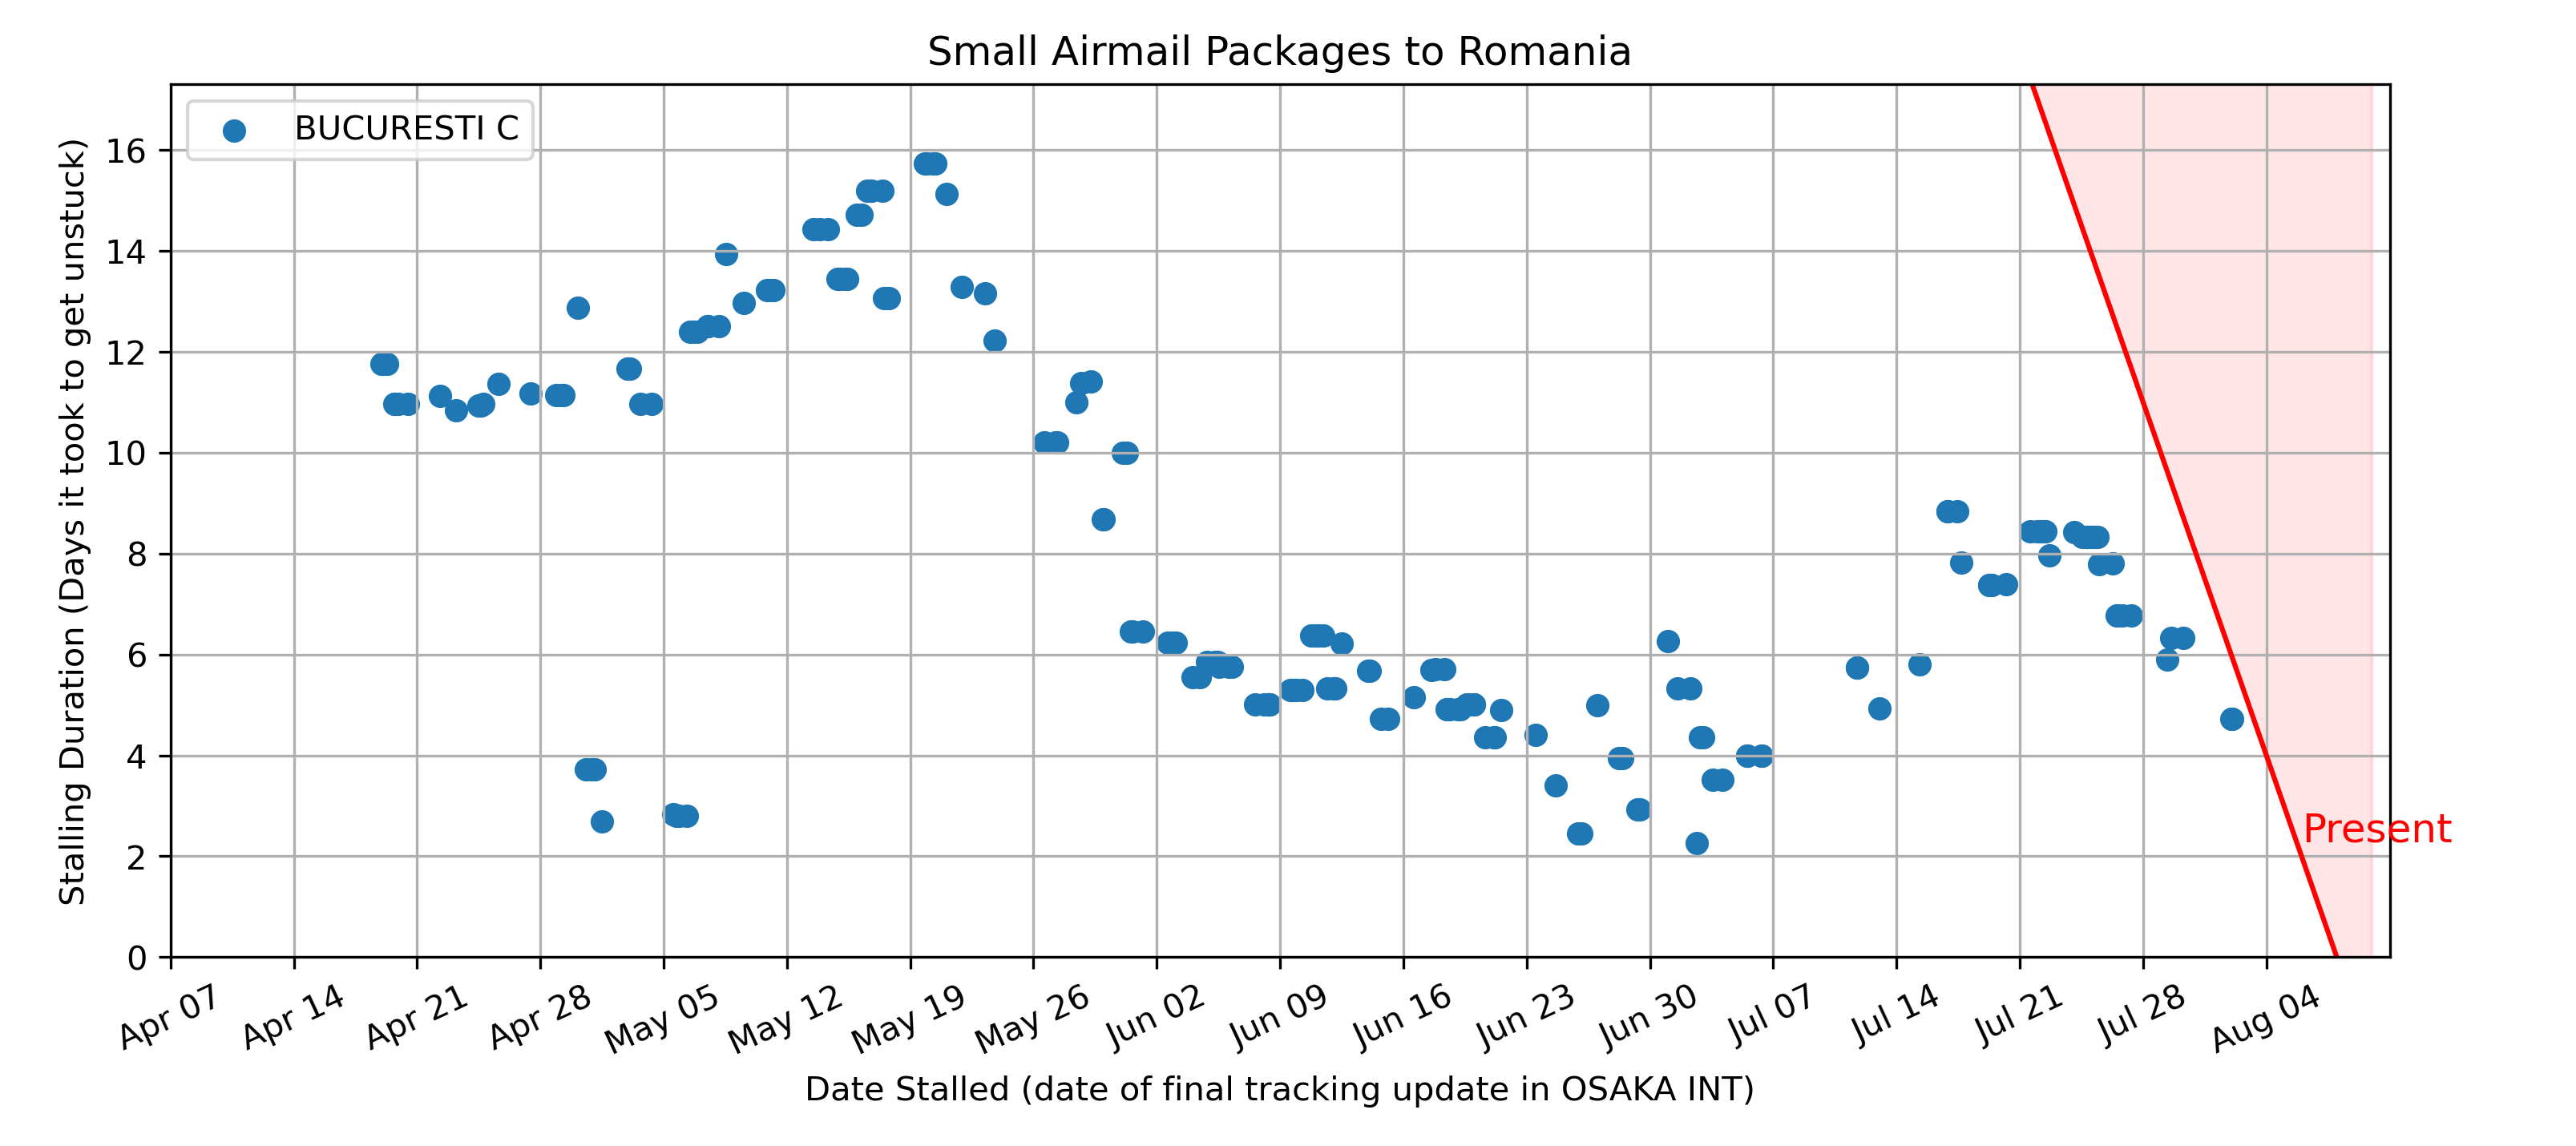 Small Airmail Packages to Romania
BUCURESTI C
Stalling Duration (Days it took to get unstuck)
16
14
12
10
8
6
4
2
0
Present
Apr 07 Apr 14 Apr 21 Apr 28 May 05 May 12 May 19 May 26 Jun 02 Jun 09 Jun 16 Jun 23 Jun 30 Jul 07 Jul 14 Jul 21 Jul 28 Aug 04
Date Stalled (date of final tracking update in OSAKA INT)